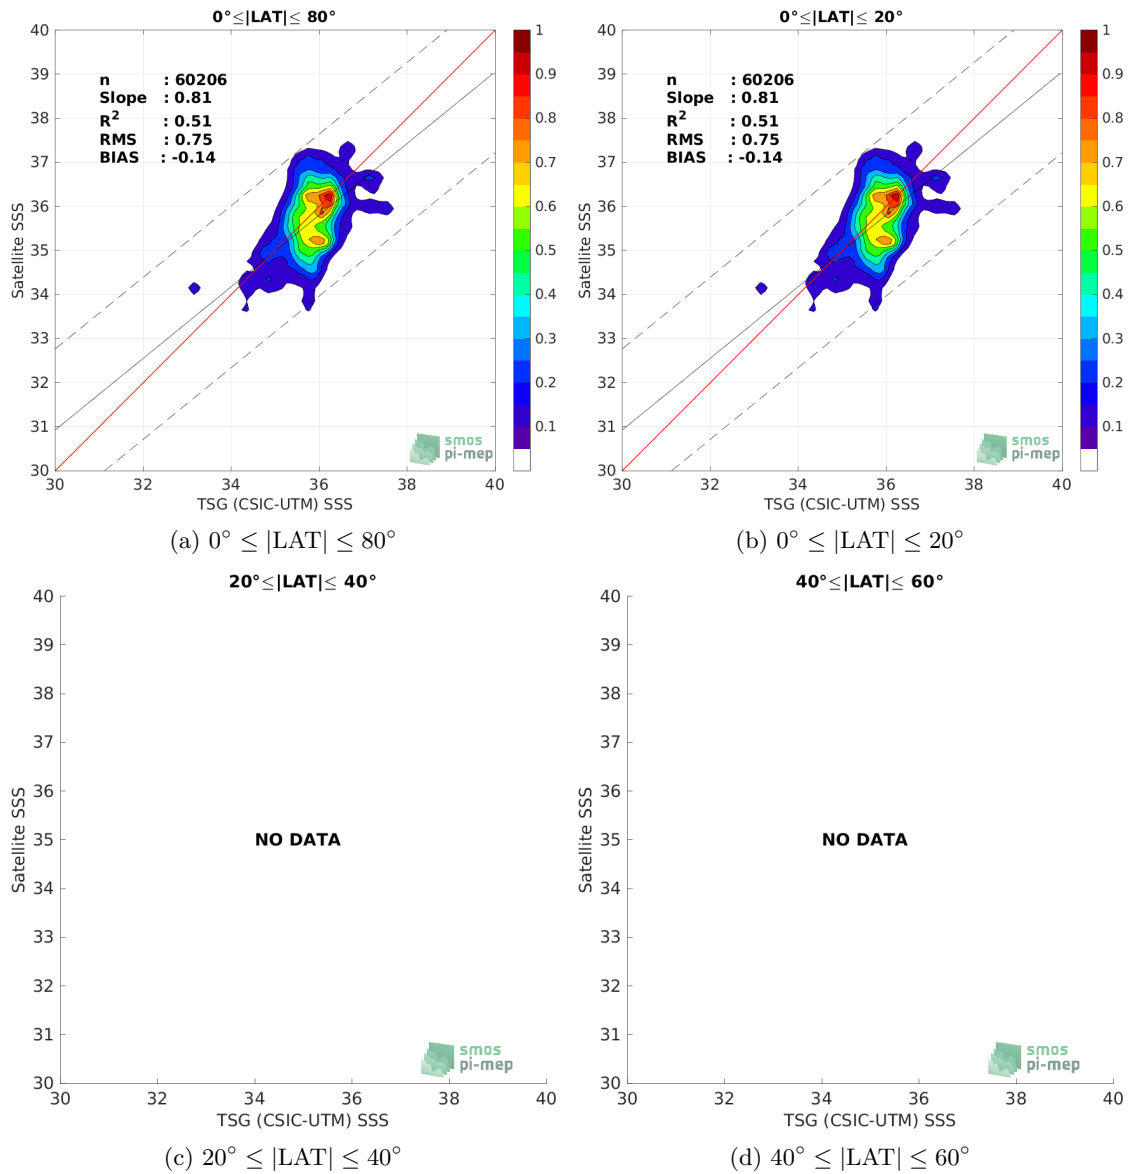 0°≤|LAT|≤ 80°
40
39
38
37
36
35
34
33
32
31
30
Satellite SSS
n : 60206
Slope : 0.81
R² : 0.51
RMS : 0.75
BIAS : -0.14
1
0.9
0.8
0.7
0.6
0.5
0.4
0.3
0.2
0.1
smos
pi-mep
30 32 34 36 38 40
TSG (CSIC-UTM) SSS
(a) 0° ≤ |LAT| ≤ 80°
0°≤|LAT|≤ 20°
40
39
38
37
36
35
34
33
32
31
30
Satellite SSS
n : 60206
Slope : 0.81
R² : 0.51
RMS : 0.75
BIAS : -0.14
1
0.9
0.8
0.7
0.6
0.5
0.4
0.3
0.2
0.1
smos
pi-mep
30 32 34 36 38 40
TSG (CSIC-UTM) SSS
(b) 0° ≤ |LAT| ≤ 20°
20°≤|LAT|≤ 40°
40
39
38
37
36
35
34
33
32
31
30
Satellite SSS
NO DATA
smos
pi-mep
30 32 34 36 38 40
TSG (CSIC-UTM) SSS
(c) 20° ≤ |LAT| ≤ 40°
40°≤|LAT|≤ 60°
40
39
38
37
36
35
34
33
32
31
30
Satellite SSS
NO DATA
smos
pi-mep
30 32 34 36 38 40
TSG (CSIC-UTM) SSS
(d) 40° ≤ |LAT| ≤ 60°